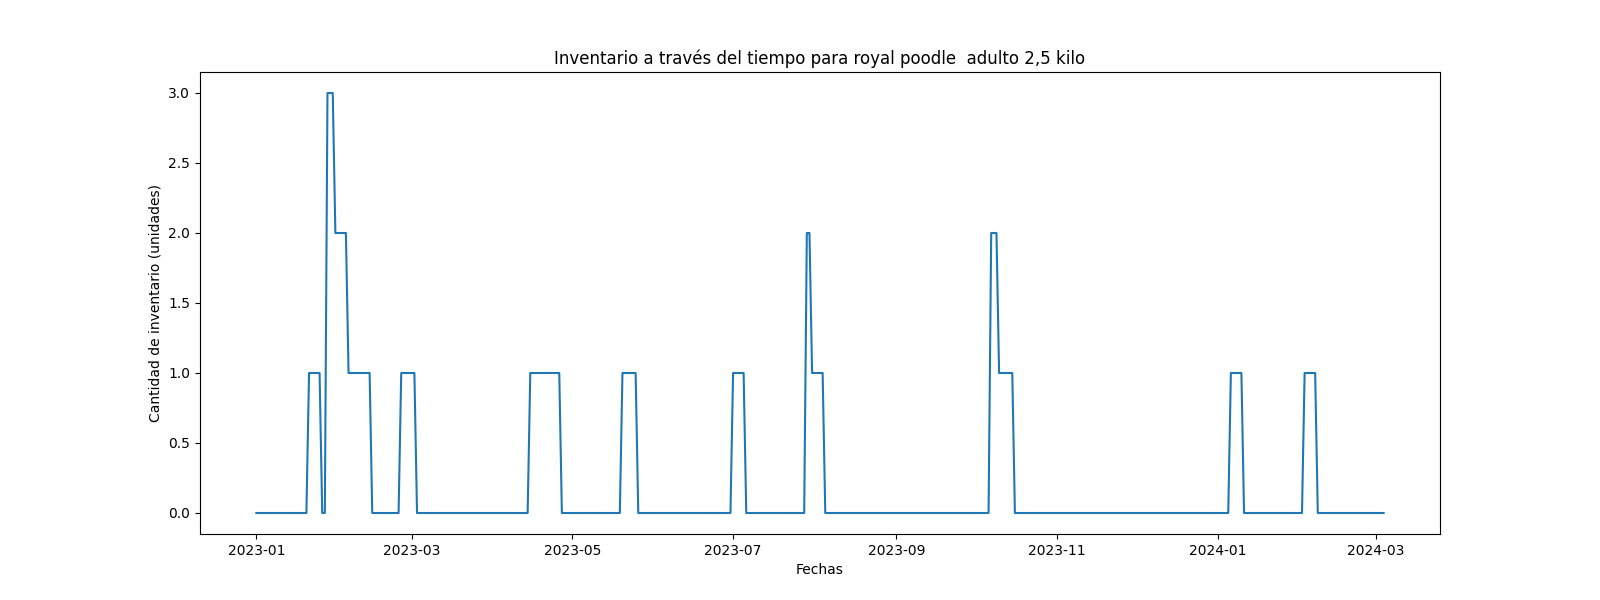 Inventario a través del tiempo para royal poodle  adulto 2,5 kilo
Cantidad de inventario (unidades)
3.0
2.5
2.0
1.5
1.0
0.5
0.0
2023-01 2023-03 2023-05 2023-07 2023-09 2023-11 2024-01 2024-03
Fechas